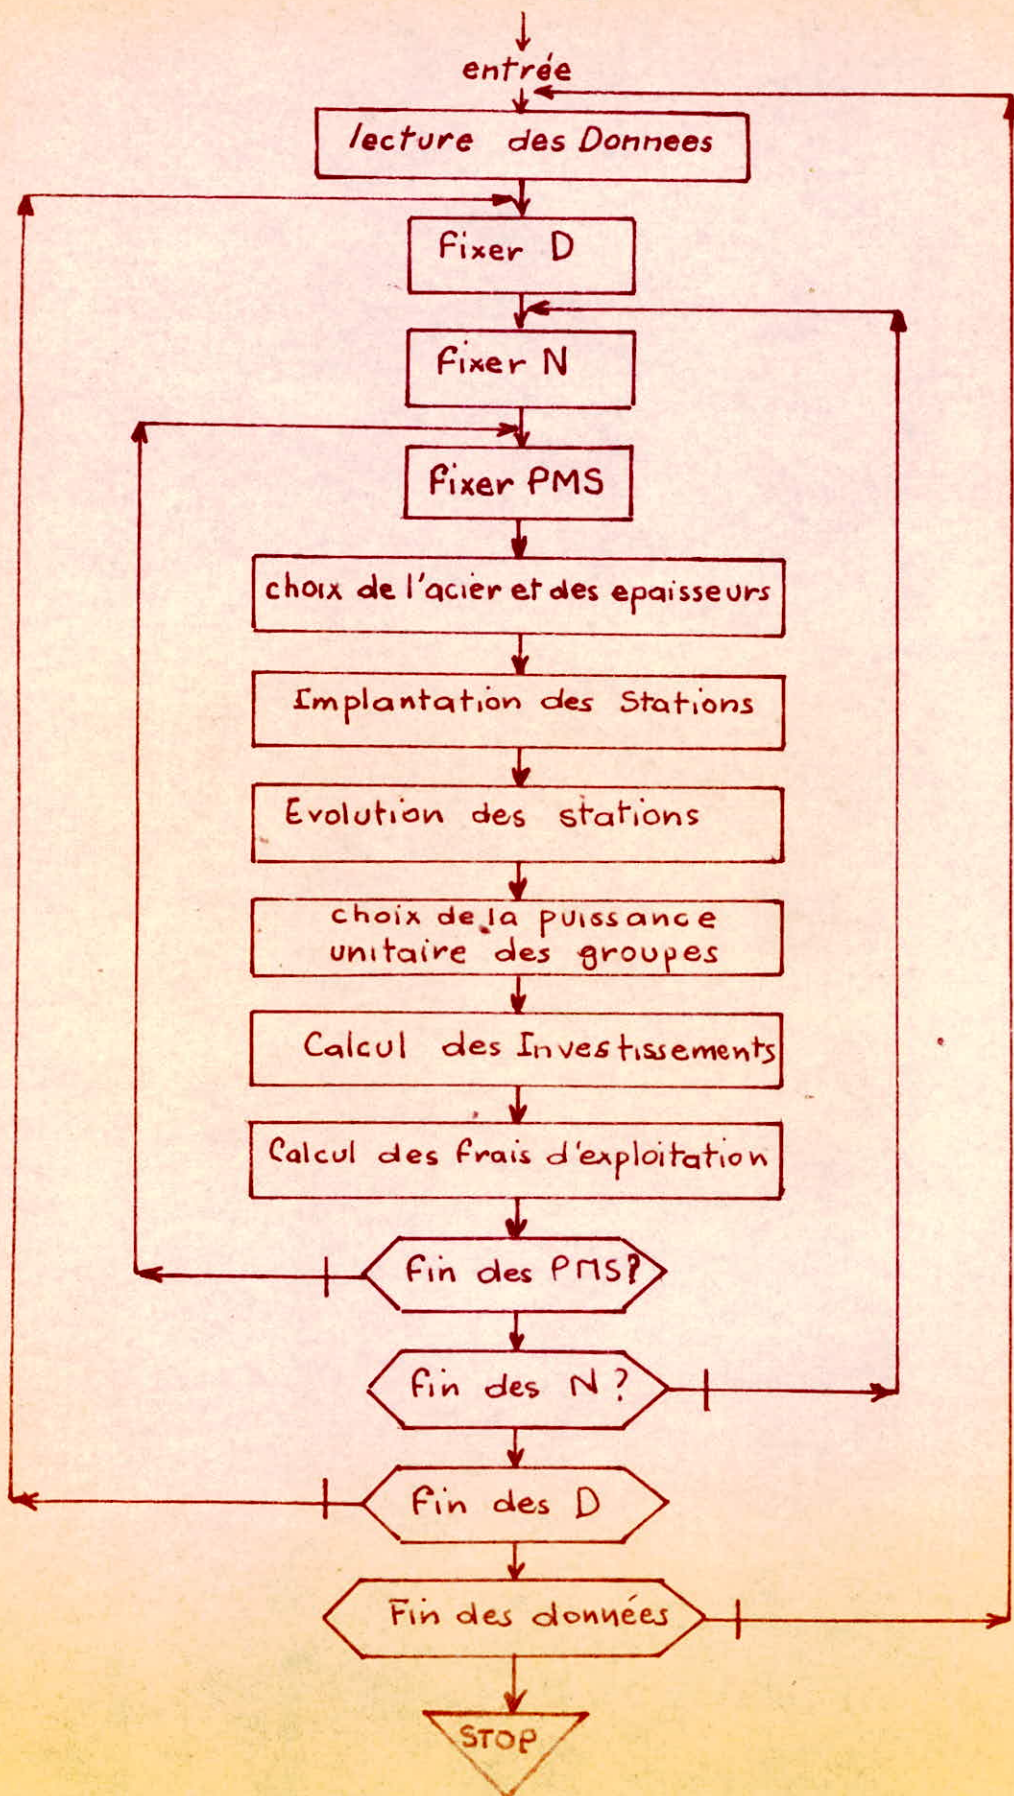 entrée
lecture des Donnees
fixer D
fixer N
fixer PMS
choix de l'acier et des epaisseurs
Implantation des Stations
Evolution des stations
choix de la puissance
unitaire des groupes
Calcul des Investissements
Calcul des frais d'exploitation
fin des PMS?
fin des N?
fin des D
Fin des données
STOP